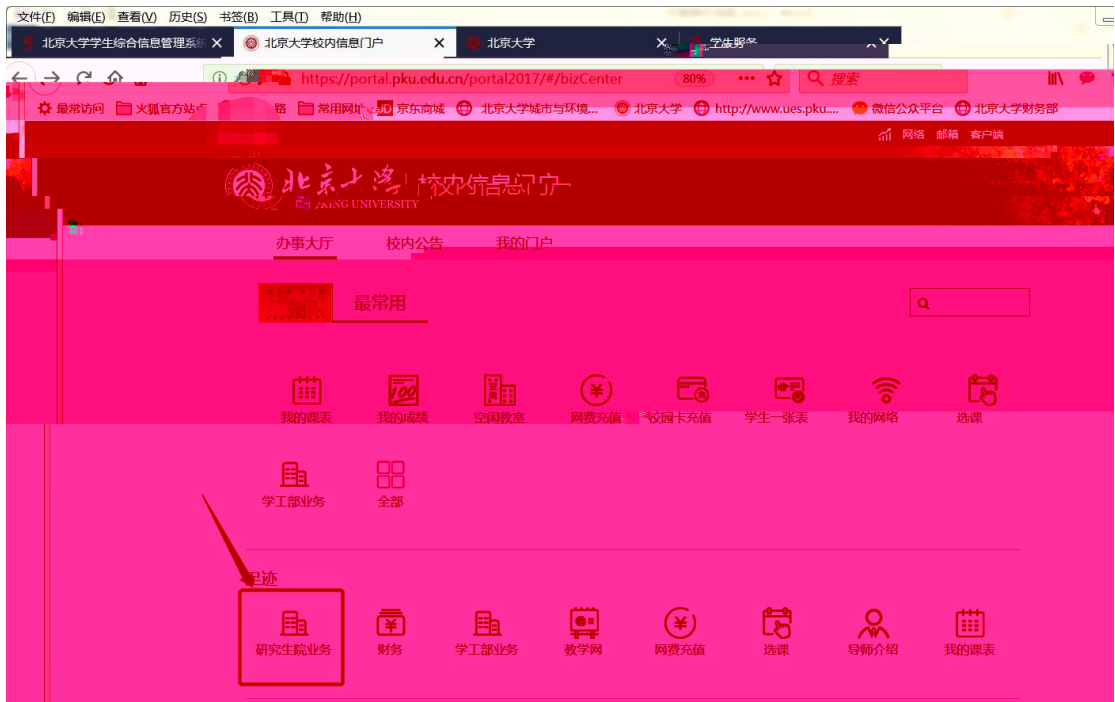 文件(F) 编辑(E) 查看(V) 历史(S) 书签(B) 工具(T) 帮助(H)
北京大学学生综合信息管理系统 × 北京大学校内信息门户 × 北京大学 ×
https://portal.pku.edu.cn/portal2017/#/bizCenter 80% 搜索
最常访问 火狐官方站点 常用网址 JD 京东商城 北京大学城市与环境... 北京大学 http://www.ues.pku.... 微信公众平台 北京大学财务部
网络 邮箱 客户端
北京大学 校内信息门户
UNIVERSITY
办事大厅 校内公告 我的门户
最常用
我的课表 我的成绩 空闲教室 网费充值 校园卡充值 学生一张表 我的网络 选课
学工部业务 全部
足迹
研究生院业务 财务 学工部业务 教学网 网费充值 选课 导师介绍 我的课表